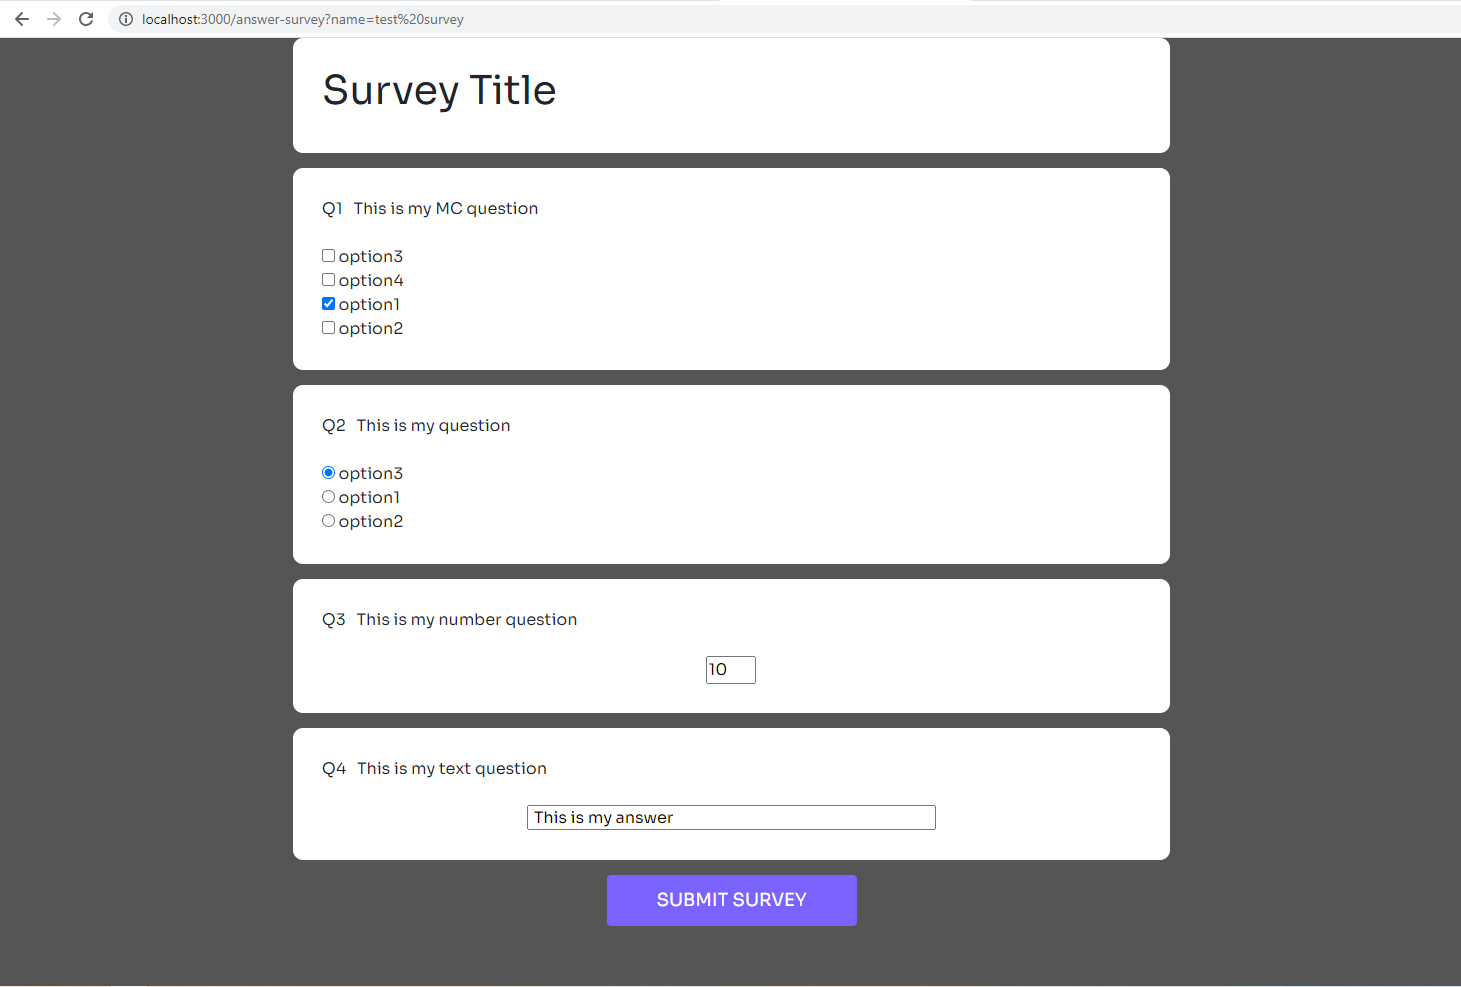 localhost:3000/answer-survey?name=test%20survey
Survey Title
Q1 This is my MC question
option3
option4
option1
option2
Q2 This is my question
option3
option1
option2
Q3 This is my number question
10
Q4 This is my text question
This is my answer
SUBMIT SURVEY